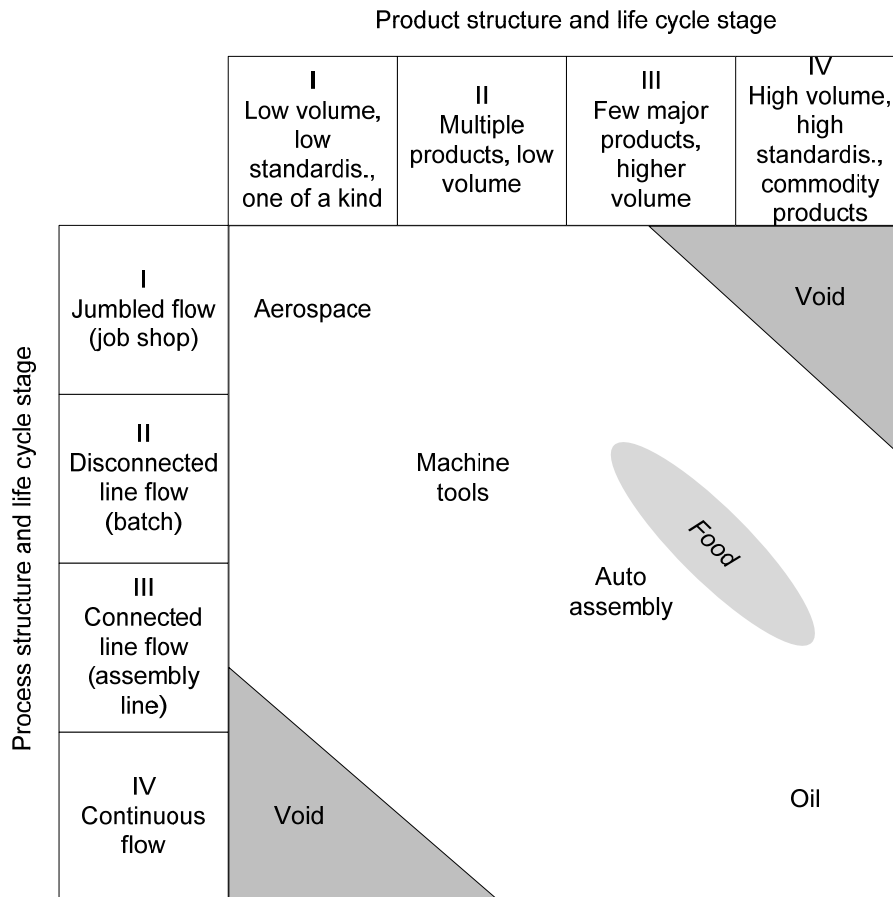 Product structure and life cycle stage
I
Low volume,
low
standardis.,
one of a kind
II
Multiple
products, low
volume
III
Few major
products,
higher
volume
IV
High volume,
high
standardis.,
commodity
products
Process structure and life cycle stage
I
Jumbled flow
(job shop)
Aerospace
Void
II
Disconnected
line flow
(batch)
Machine
tools
Food
III
Connected
line flow
(assembly
line)
Auto
assembly
IV
Continuous
flow
Void
Oil